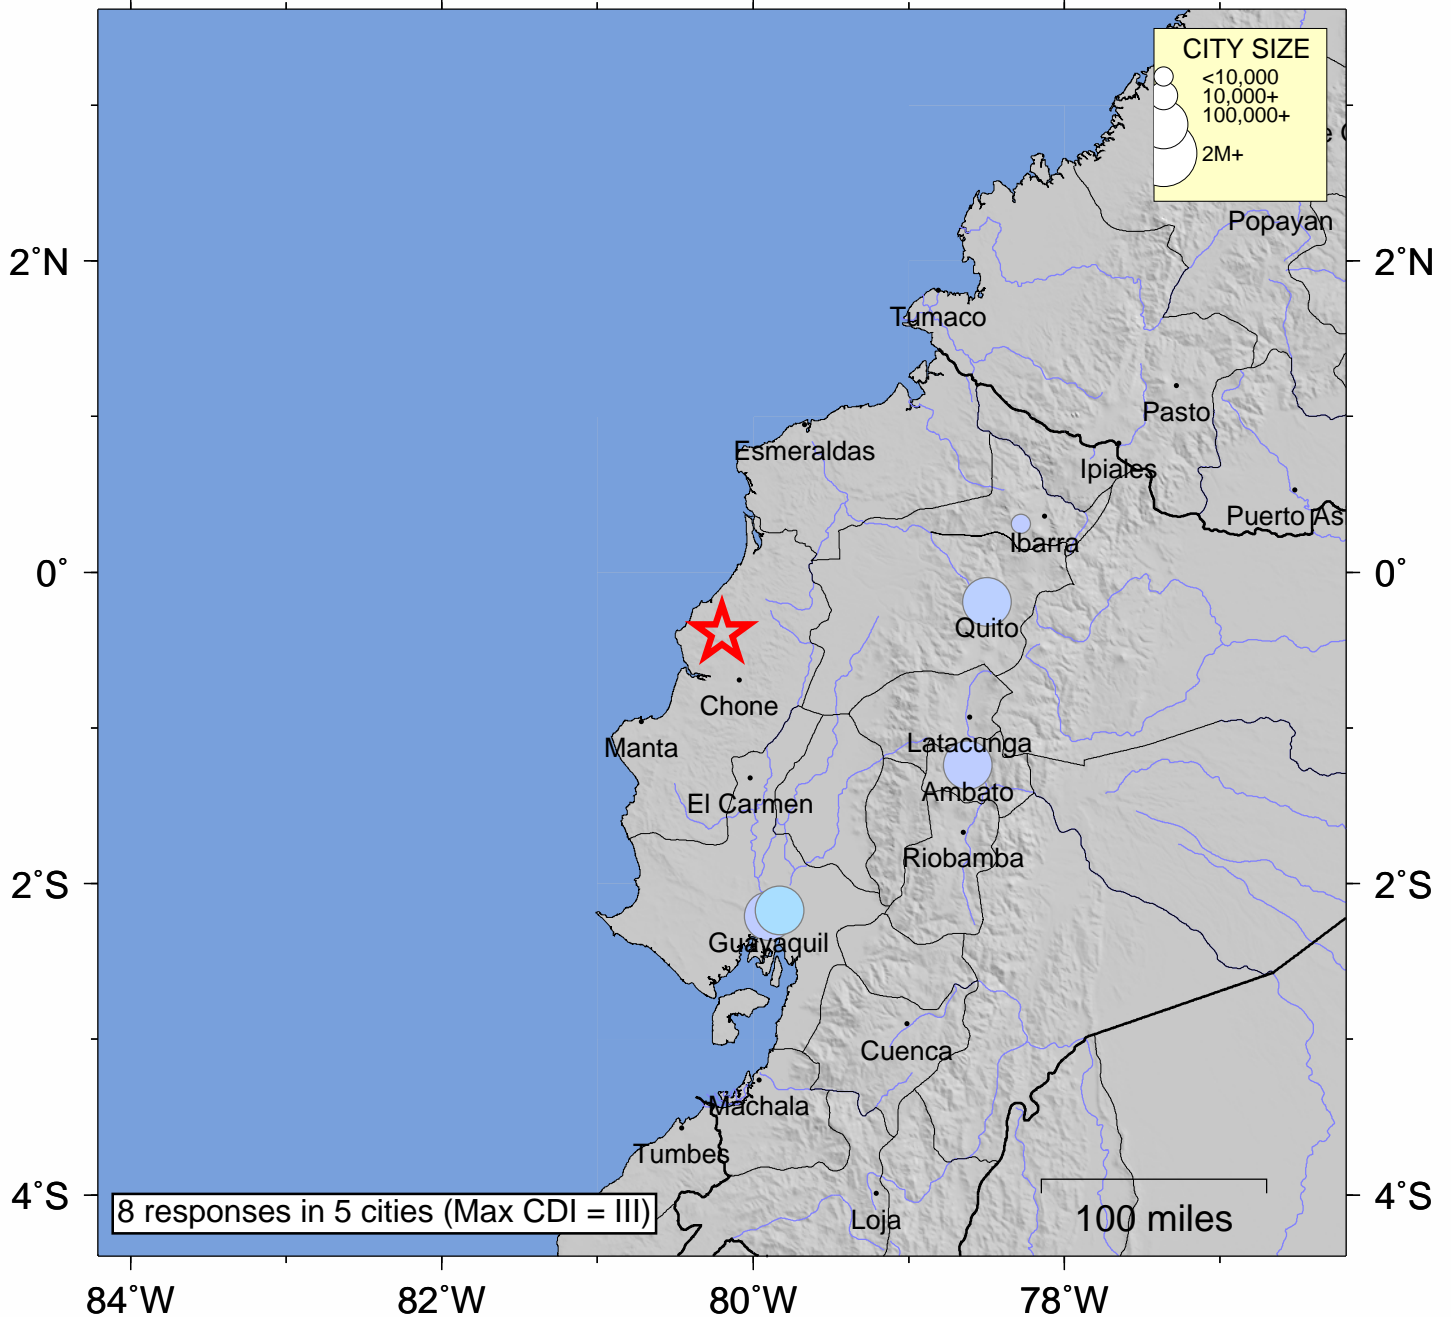 CITY SIZE
<10,000
10,000+
100,000+
2M+
Popayan
2˚N
2˚N
Tumaco
Pasto
Esmeraldas
Ipiales
Puerto As
Ibarra
0˚
0˚
Quito
Chone
Latacunga
Manta
Ambato
El Carmen
Riobamba
2˚S
2˚S
Guayaquil
Cuenca
Machala
Tumbes
4˚S
4˚S
8 responses in 5 cities (Max CDI = III)
Loja
100 miles
84˚W
82˚W
80˚W
78˚W